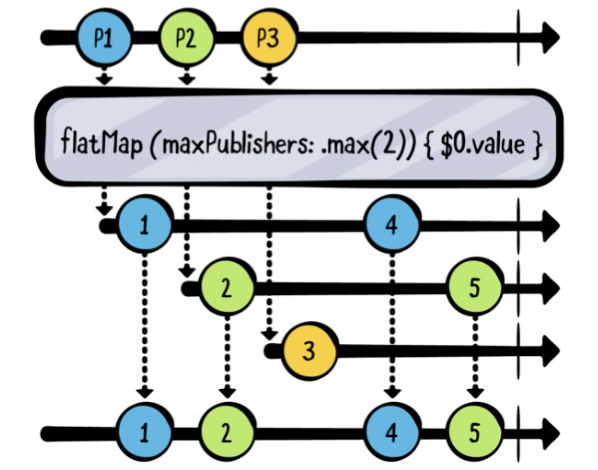 P1 P2 P3
flatMap (maxPublishers: .max(2)) { $0.value }
1 4
2 5
3
1 2 4 5